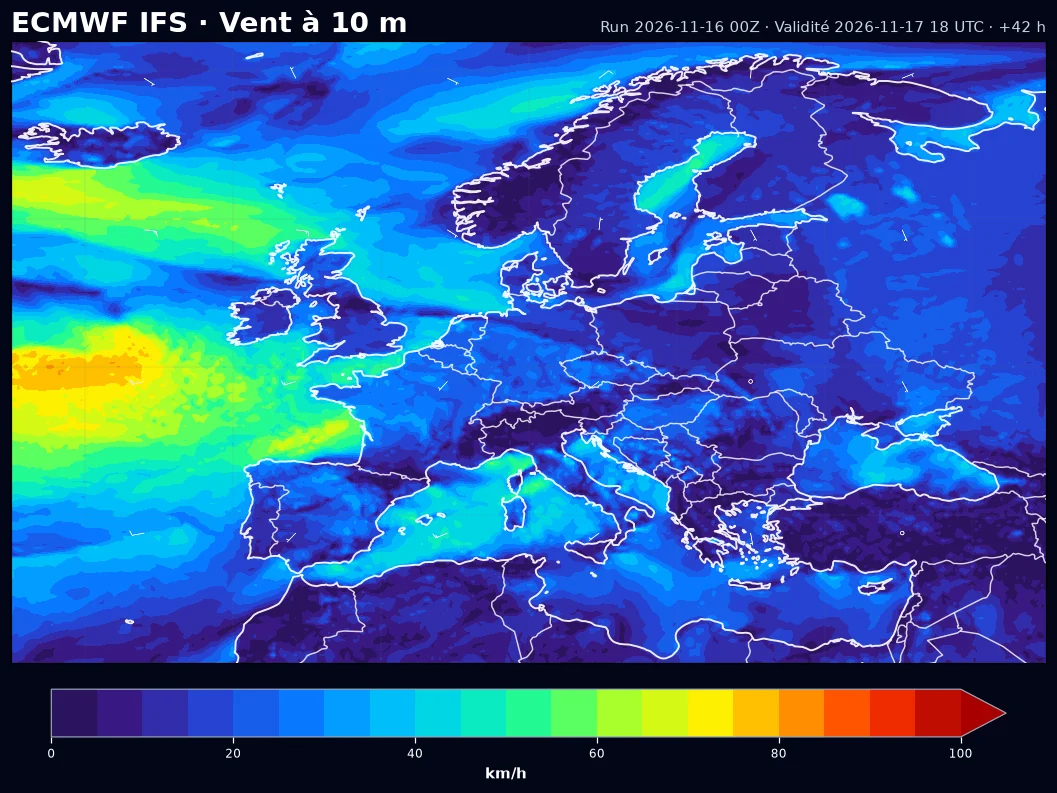 ECMWF IFS · Vent à 10 m
Run 2026-11-16 00Z · Validité 2026-11-17 18 UTC · +42 h
0 20 40 60 80 100
km/h